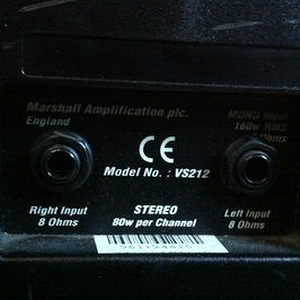 Marshall Amplification plc.
England
MONO Input
160w RMS
Ohms
CE
Model No. : VS212
Right Input
8 Ohms
STEREO
80w per Channel
Left Input
8 Ohms